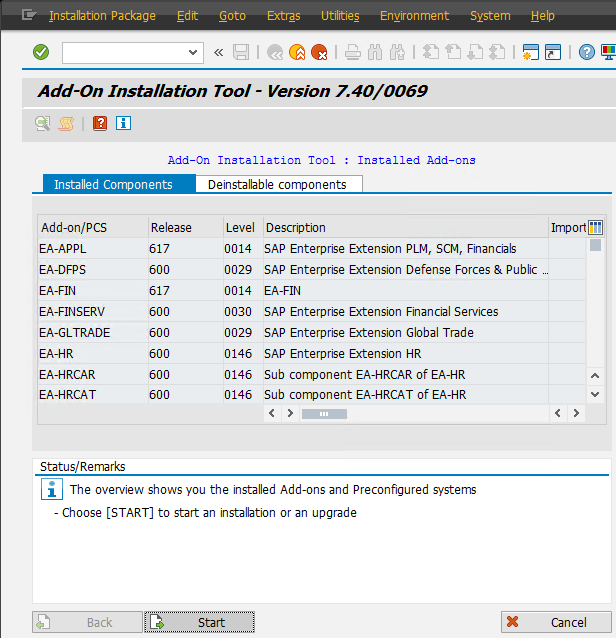 Installation Package Edit Goto Extras Utilities Environment System Help
Add-On Installation Tool - Version 7.40/0069
Add-On Installation Tool : Installed Add-ons
Installed Components Deinstallable components
Add-on/PCS Release Level Description Import
EA-APPL 617 0014 SAP Enterprise Extension PLM, SCM, Financials
EA-DFPS 600 0029 SAP Enterprise Extension Defense Forces & Public ...
EA-FIN 617 0014 EA-FIN
EA-FINSERV 600 0030 SAP Enterprise Extension Financial Services
EA-GLTRADE 600 0029 SAP Enterprise Extension Global Trade
EA-HR 600 0146 SAP Enterprise Extension HR
EA-HRCAR 600 0146 Sub component EA-HRCAR of EA-HR
EA-HRCAT 600 0146 Sub component EA-HRCAT of EA-HR
Status/Remarks
The overview shows you the installed Add-ons and Preconfigured systems
- Choose [START] to start an installation or an upgrade
Back Start Cancel